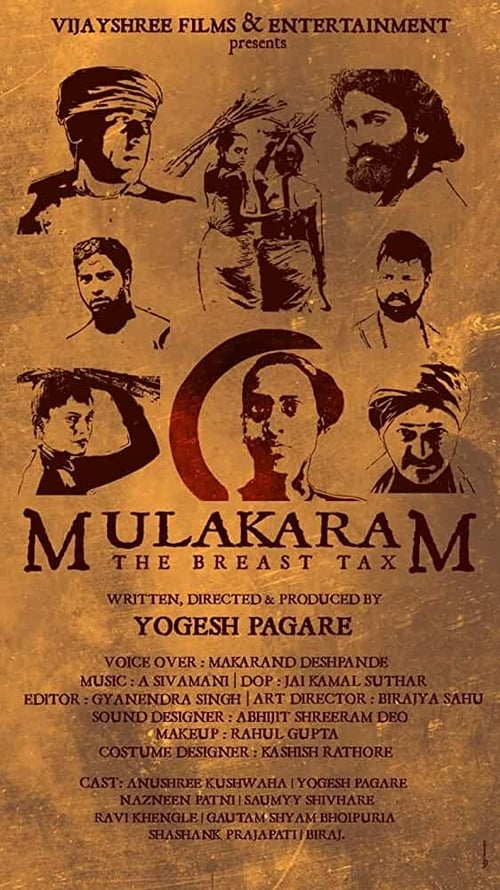 VIJAYSHREE FILMS & ENTERTAINMENT
presents
MULAKARAM
THE BREAST TAX
WRITTEN, DIRECTED & PRODUCED BY
YOGESH PAGARE
VOICE OVER : MAKARAND DESHPANDE
MUSIC : A SIVAMANI | DOP : JAI KAMAL SUTHAR
EDITOR : GYANENDRA SINGH | ART DIRECTOR : BIRAJYA SAHU
SOUND DESIGNER : ABHIJIT SHREERAM DEO
MAKEUP : RAHUL GUPTA
COSTUME DESIGNER : KASHISH RATHORE
CAST : ANUSHREE KUSHWAHA | YOGESH PAGARE
NAZNEEN PATNI | SAUMYY SHIVHARE
RAVI KHENGLE | GAUTAM SHYAM BHOIPURIA
SHASHANK PRAJAPATI | BIRAJ.